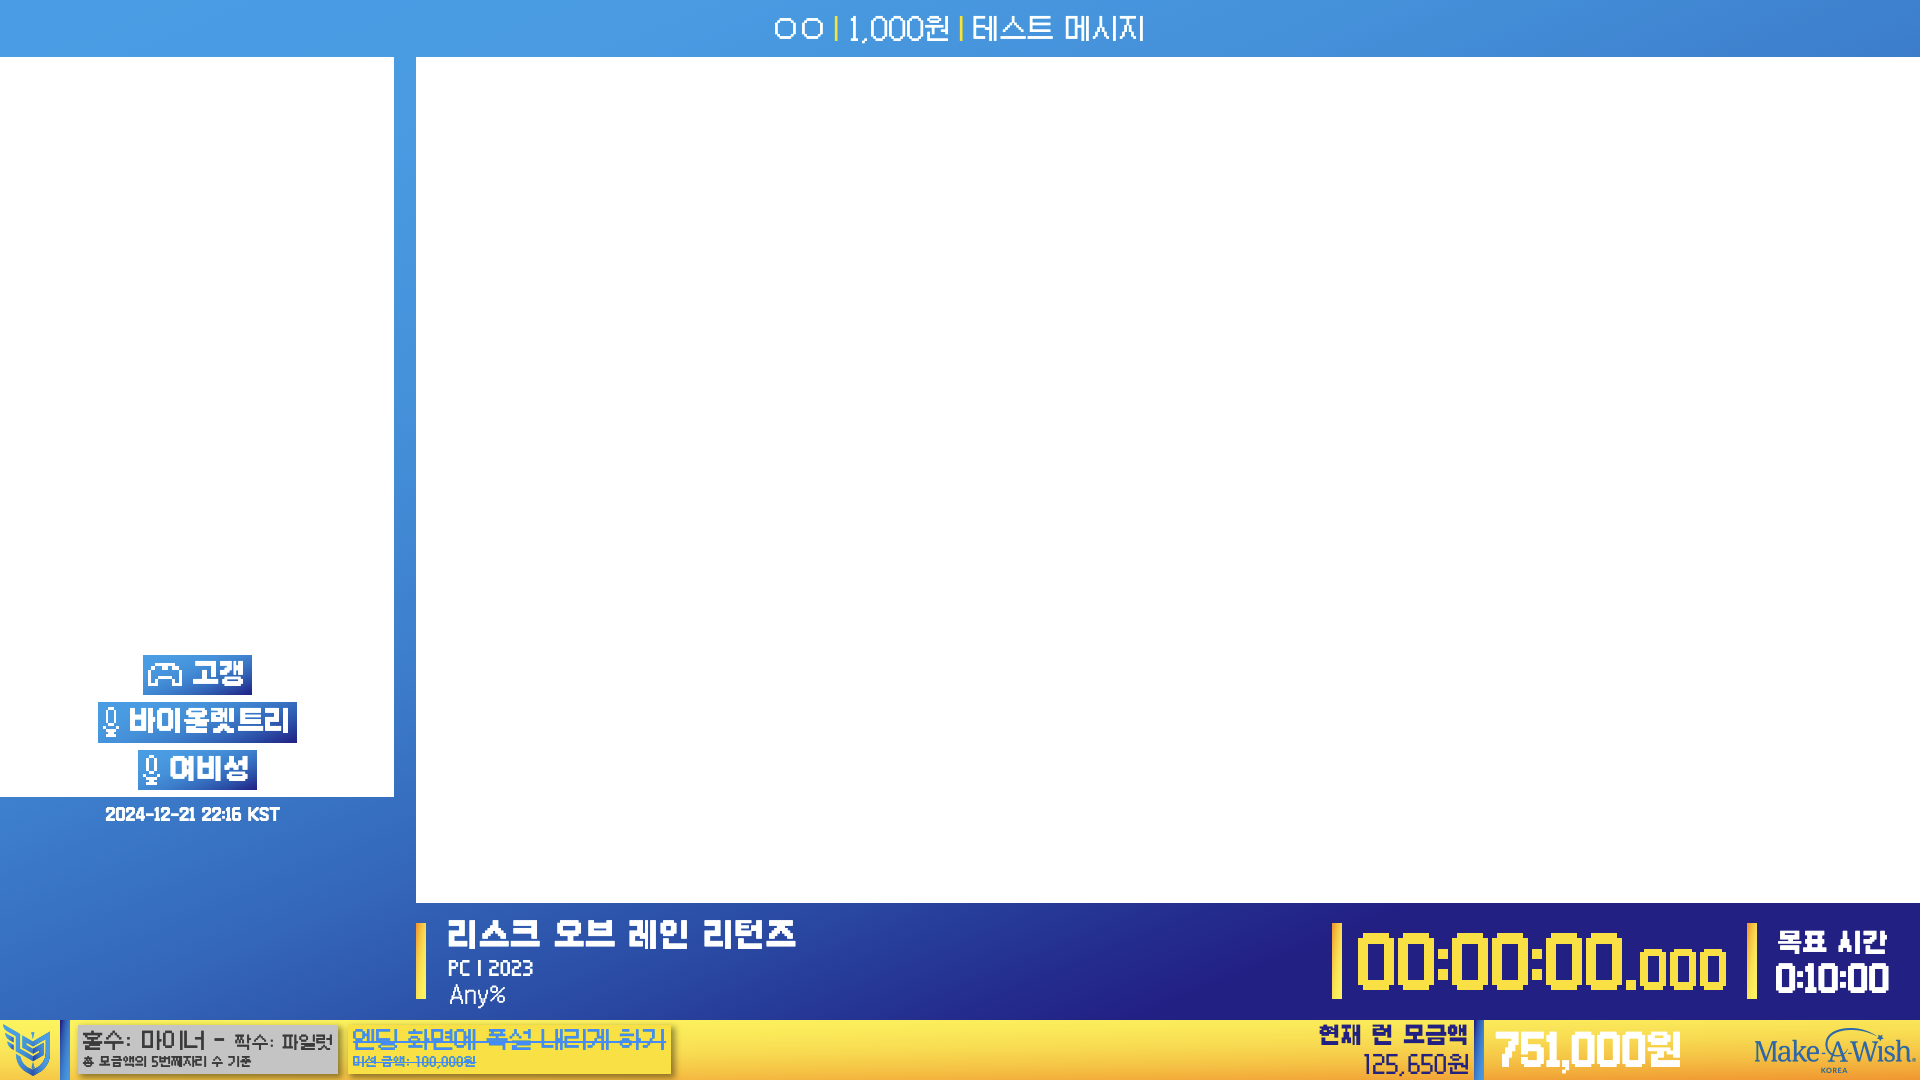 ㅇㅇ | 1,000원 | 테스트 메시지
고갱
바이올렛트리
여비성
2024-12-21 22:16 KST
리스크 오브 레인 리턴즈
PC | 2023
Any%
00:00:00.000
목표 시간
0:10:00
홀수: 마이너 - 짝수: 파일럿
총 모금액의 5번째자리 수 기준
엔딩 화면에 폭설 내리게 하기
미션 금액: 100,000원
현재 런 모금액
125,650원
751,000원
Make-A-Wish.
KOREA